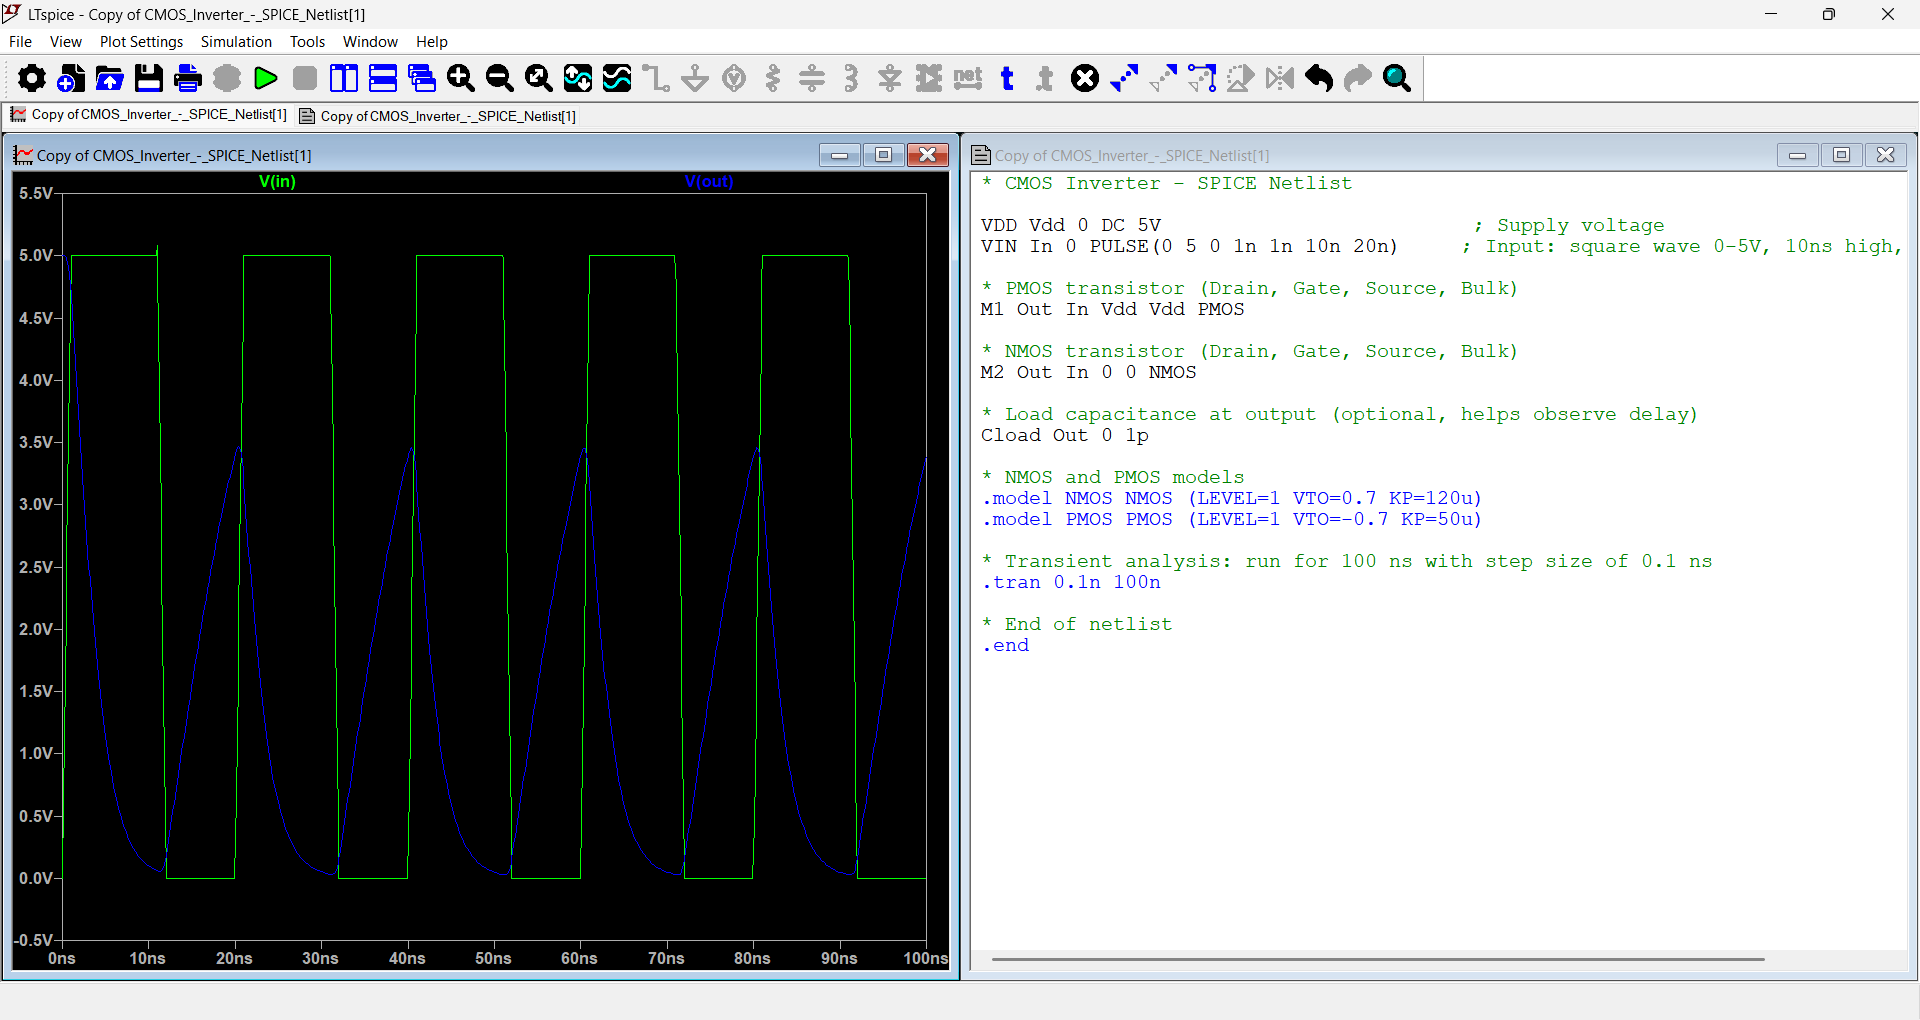 LTspice - Copy of CMOS_Inverter_-_SPICE_Netlist[1]
File View Plot Settings Simulation Tools Window Help
net t t
Copy of CMOS_Inverter_-_SPICE_Netlist[1] Copy of CMOS_Inverter_-_SPICE_Netlist[1]
Copy of CMOS_Inverter_-_SPICE_Netlist[1]
V(in) V(out)
5.5V
5.0V
4.5V
4.0V
3.5V
3.0V
2.5V
2.0V
1.5V
1.0V
0.5V
0.0V
-0.5V
0ns 10ns 20ns 30ns 40ns 50ns 60ns 70ns 80ns 90ns 100ns
Copy of CMOS_Inverter_-_SPICE_Netlist[1]
* CMOS Inverter - SPICE Netlist
VDD Vdd 0 DC 5V ; Supply voltage
VIN In 0 PULSE(0 5 0 1n 1n 10n 20n) ; Input: square wave 0-5V, 10ns high,
* PMOS transistor (Drain, Gate, Source, Bulk)
M1 Out In Vdd Vdd PMOS
* NMOS transistor (Drain, Gate, Source, Bulk)
M2 Out In 0 0 NMOS
* Load capacitance at output (optional, helps observe delay)
Cload Out 0 1p
* NMOS and PMOS models
.model NMOS NMOS (LEVEL=1 VTO=0.7 KP=120u)
.model PMOS PMOS (LEVEL=1 VTO=-0.7 KP=50u)
* Transient analysis: run for 100 ns with step size of 0.1 ns
.tran 0.1n 100n
* End of netlist
.end